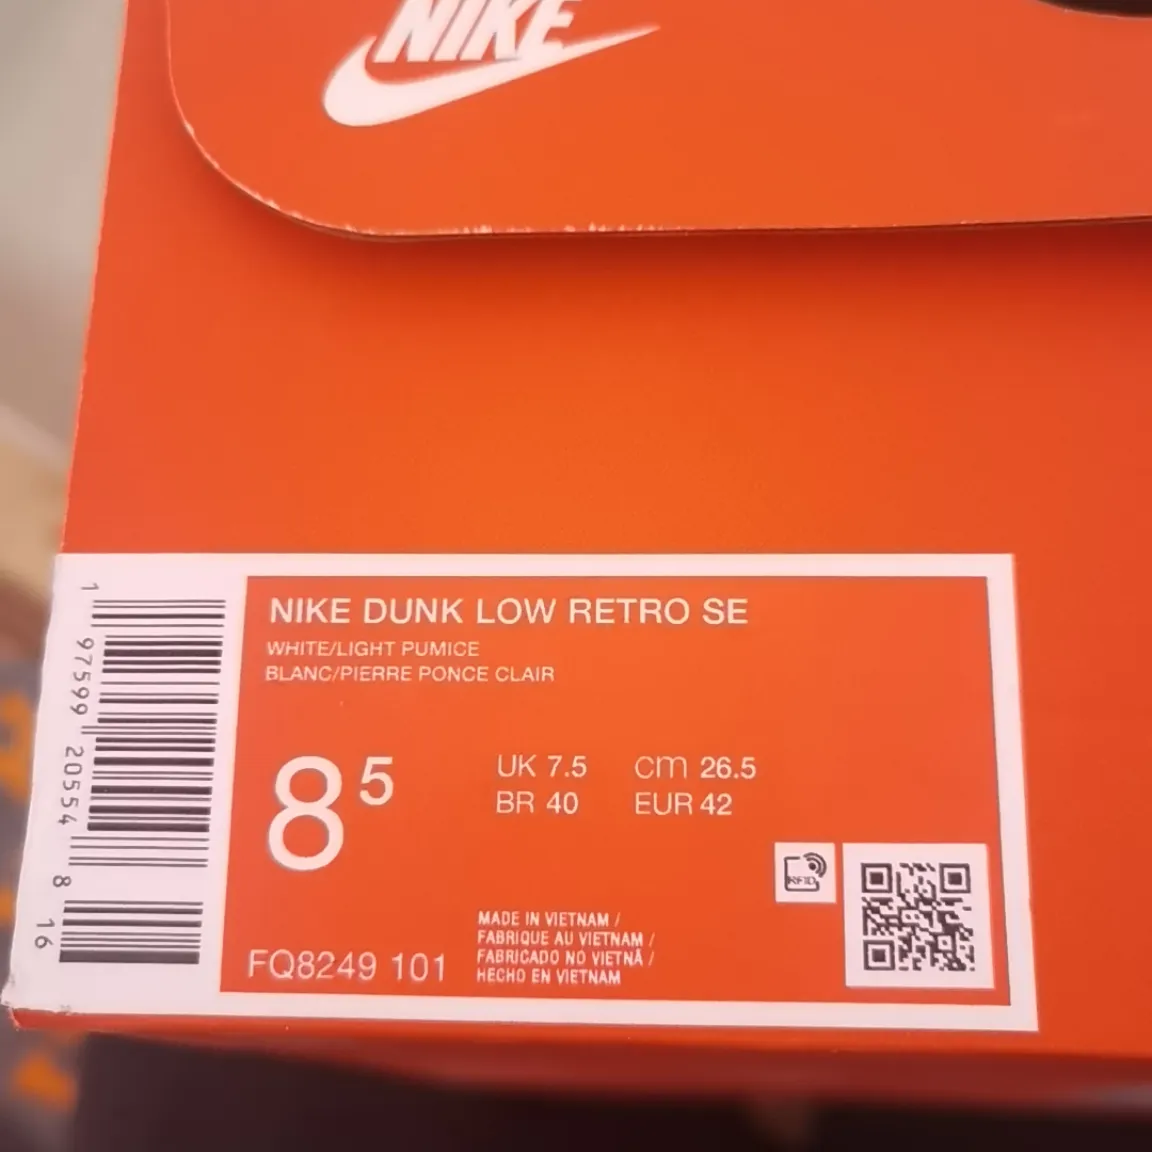 NIKE
NIKE DUNK LOW RETRO SE
WHITE/LIGHT PUMICE
BLANC/PIERRE PONCE CLAIR
8 5
UK 7.5 CM 26.5
BR 40 EUR 42
RFID
MADE IN VIETNAM /
FABRIQUE AU VIETNAM /
FABRICADO NO VIETNÃ /
HECHO EN VIETNAM
FQ8249 101
1 97599 20554 8 16